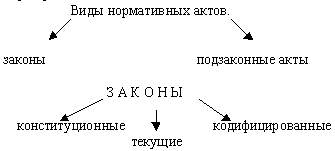 Виды нормативных актов.
законы подзаконные акты
З А К О Н Ы
конституционные кодифицированные
текущие